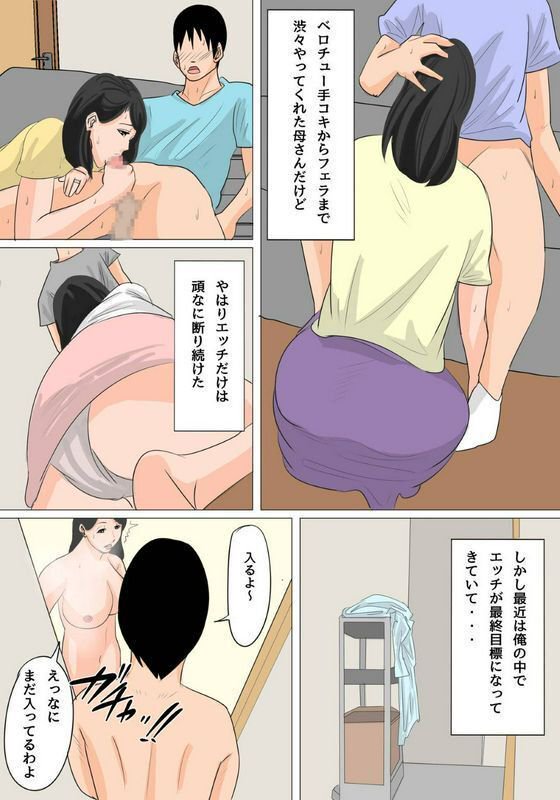 ベロチュー手コキからフェラまで
渋々やってくれた母さんだけど
やはりエッチだけは
頑なに断り続けた
しかし最近は俺の中で
エッチが最終目標になって
きていて・・・
入るよ～
ガチャッ!!
えっなに
まだ入ってるわよ